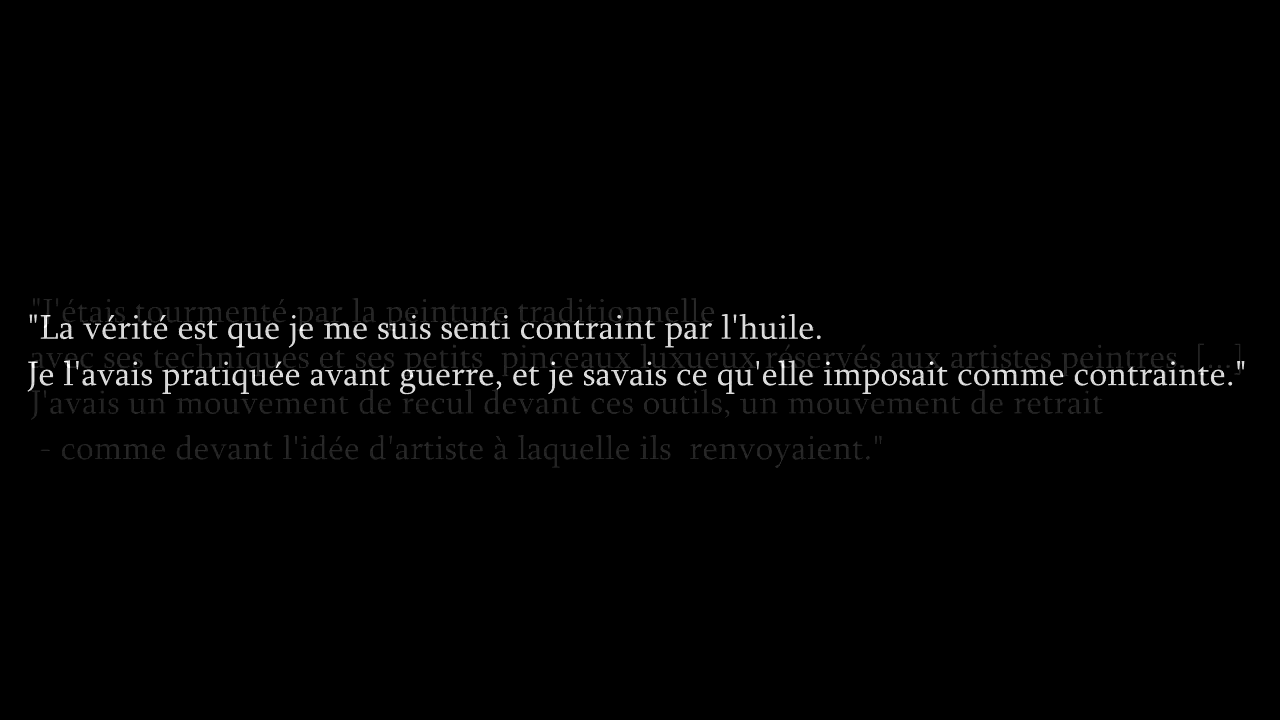 "J'étais tourmenté par la peinture traditionnelle
"La vérité est que je me suis senti contraint par l'huile.
avec ses techniques et ses petits pinceaux luxueux réservés aux artistes peintres. [...]
Je l'avais pratiquée avant guerre, et je savais ce qu'elle imposait comme contrainte."
J'avais un mouvement de recul devant ces outils, un mouvement de retrait
- comme devant l'idée d'artiste à laquelle ils renvoyaient."